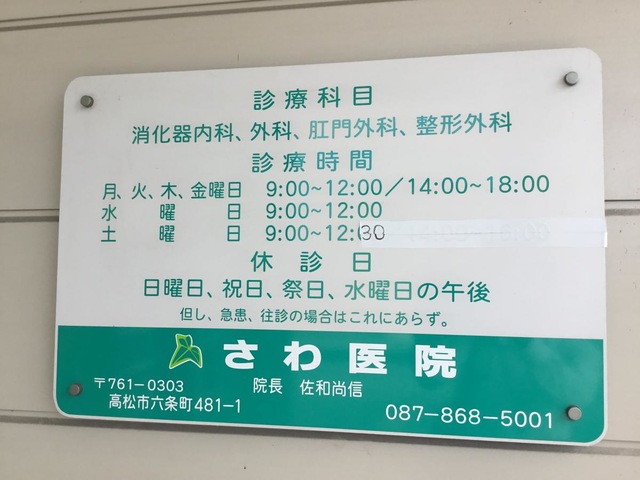 診療科目
消化器内科、外科、肛門外科、整形外科
診療時間
月、火、木、金曜日 9:00~12:00/14:00~18:00
水曜日 9:00~12:00
土曜日 9:00~12:30
休診日
日曜日、祝日、祭日、水曜日の午後
但し、急患、往診の場合はこれにあらず。
さわ医院
〒761-0303 院長 佐和尚信
高松市六条町481-1 087-868-5001